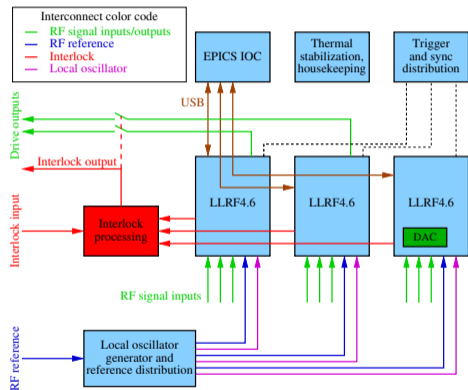 Interconnect color code
RF signal inputs/outputs
RF reference
Interlock
Local oscillator
EPICS IOC
Thermal
stabilization,
housekeeping
Trigger
and sync
distribution
USB
Drive outputs
Interlock output
LLRF4.6
LLRF4.6
LLRF4.6
DAC
Interlock input
Interlock
processing
RF signal inputs
RF reference
Local oscillator
generator and
reference distribution